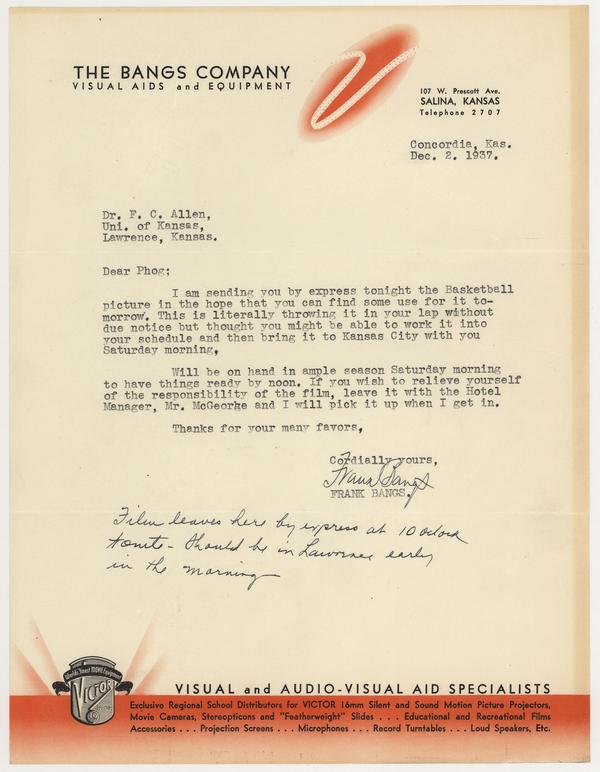 THE BANGS COMPANY
VISUAL AIDS and EQUIPMENT
107 W. Prescott Ave.
SALINA, KANSAS
Telephone 2707
Concordia, Kas.
Dec. 2. 1937.
Dr. F. C. Allen,
Uni. of Kansas,
Lawrence, Kansas.
Dear Phog;
I am sending you by express tonight the Basketball
picture in the hope that you can find some use for it to-
morrow. This is literally throwing it in your lap without
due notice but thought you might be able to work it into
your schedule and then bring it to Kansas City with you
Saturday morning,
Will be on hand in ample season Saturday morning
to have things ready by noon. If you wish to relieve yourself
of the responsibility of the film, leave it with the Hotel
Manager, Mr. McGeorge and I will pick it up when I get in.
Thanks for your many favors,
Cordially yours,
Frank Bangs
FRANK BANGS.
Film leaves here by express at 10 oclock
tonite - Should be in Lawrence early
in the morning
World's Finest MOVIE Equipment
VICTOR
VISUAL and AUDIO-VISUAL AID SPECIALISTS
Exclusive Regional School Distributors for VICTOR 16mm Silent and Sound Motion Picture Projectors,
Movie Cameras, Stereopticons and "Featherweight" Slides . . . Educational and Recreational Films
Accessories . . . Projection Screens . . . Microphones . . . Record Turntables . . . Loud Speakers, Etc.